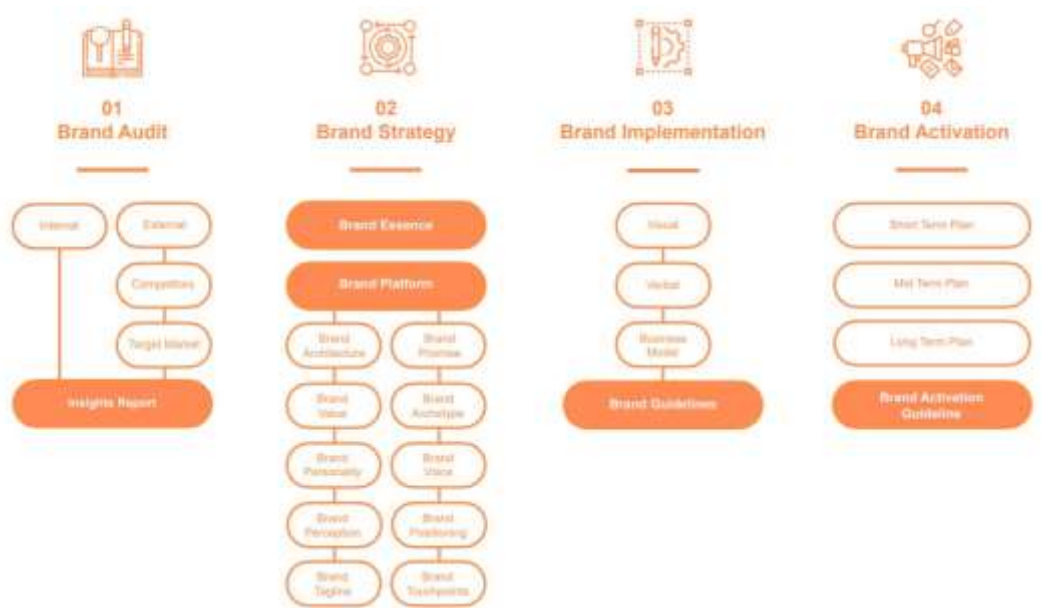 01
Brand Audit
Internal
External
Competitors
Target Market
Insights Report
02
Brand Strategy
Brand Essence
Brand Platform
Brand
Architecture
Brand
Promise
Brand
Value
Brand
Archetype
Brand
Personality
Brand
Voice
Brand
Perception
Brand
Positioning
Brand
Tagline
Brand
Touchpoints
03
Brand Implementation
Visual
Verbal
Business
Model
Brand Guidelines
04
Brand Activation
Short Term Plan
Mid Term Plan
Long Term Plan
Brand Activation
Guideline